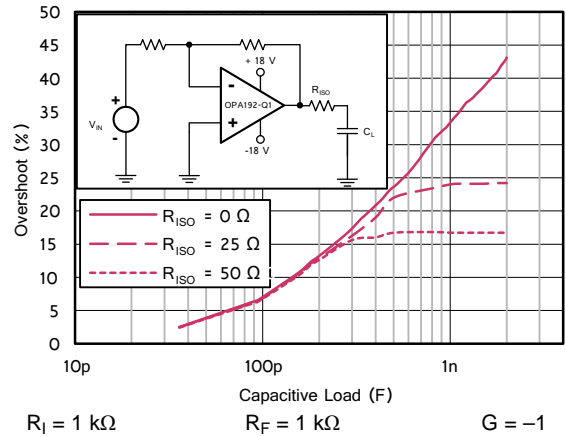 50
45
40
35
30
25
20
15
10
5
0
Overshoot (%)
+ 18 V
R_ISO
OPA192-Q1
V_IN
C_L
-18 V
+
-
-
+
R_ISO = 0 Ω
R_ISO = 25 Ω
R_ISO = 50 Ω
10p 100p 1n
Capacitive Load (F)
R_I = 1 kΩ R_F = 1 kΩ G = –1